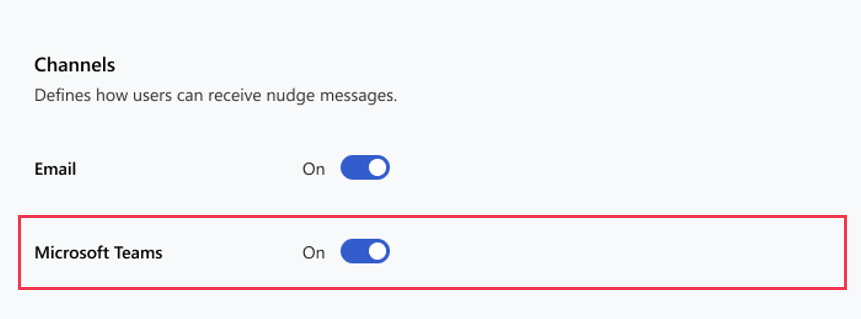 Channels
Defines how users can receive nudge messages.
Email On
Microsoft Teams On